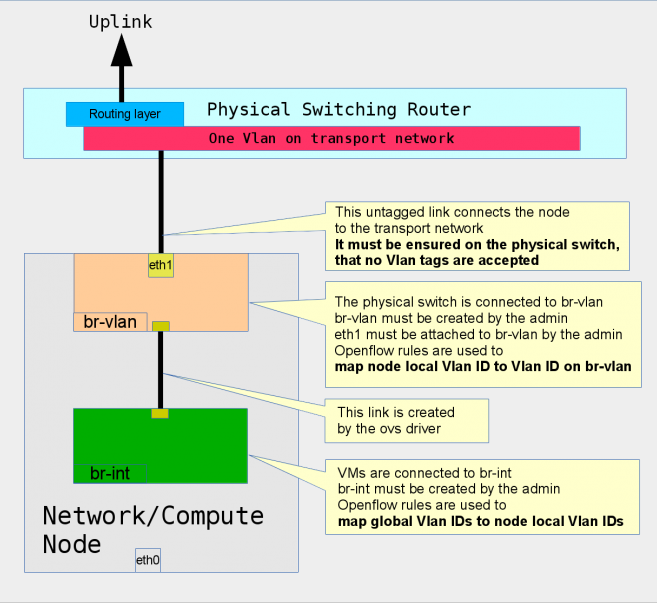 Uplink
Routing layer
Physical Switching Router
One Vlan on transport network
This untagged link connects the node
to the transport network
It must be ensured on the physical switch,
that no Vlan tags are accepted
eth1
br-vlan
The physical switch is connected to br-vlan
br-vlan must be created by the admin
eth1 must be attached to br-vlan by the admin
Openflow rules are used to
map node local Vlan ID to Vlan ID on br-vlan
This link is created
by the ovs driver
br-int
VMs are connected to br-int
br-int must be created by the admin
Openflow rules are used to
map global Vlan IDs to node local Vlan IDs
Network/Compute
Node
eth0